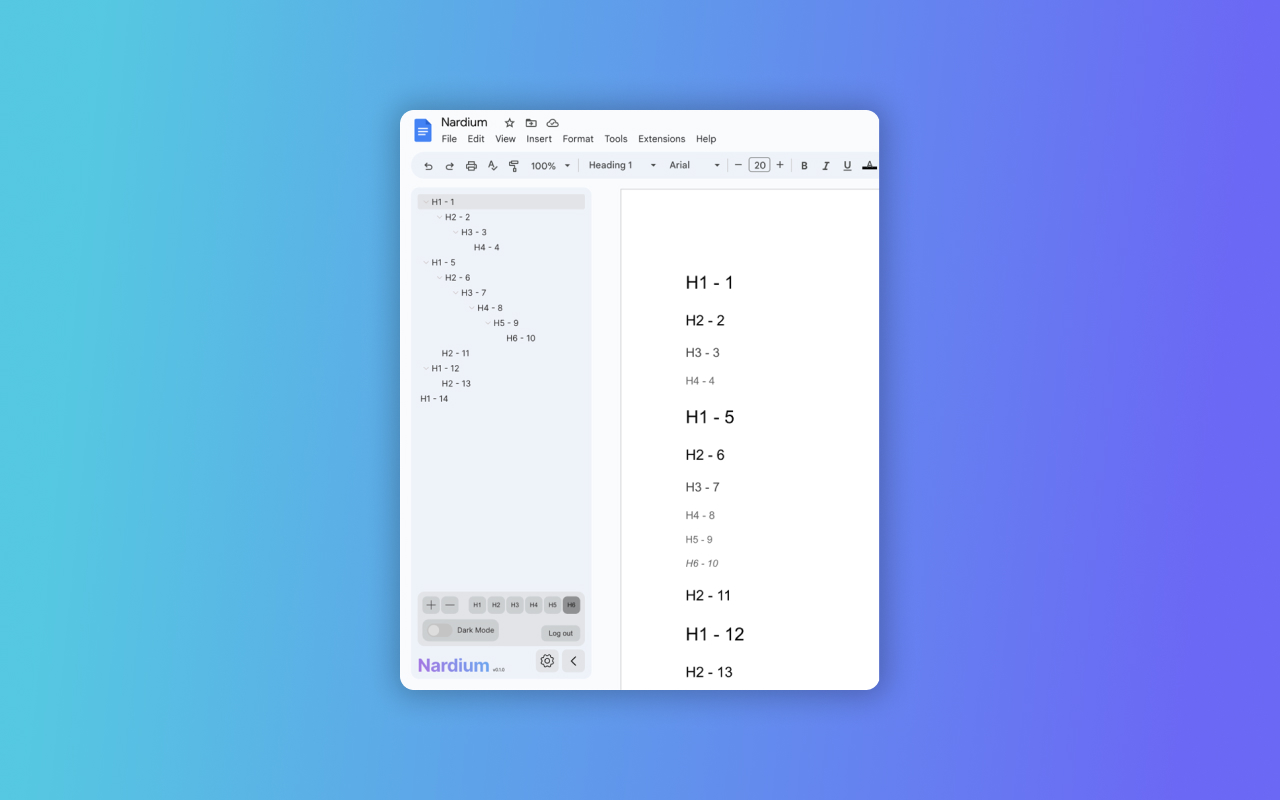 Nardium
File Edit View Insert Format Tools Extensions Help
100% Heading 1 Arial 20 B I U A
H1 - 1
H2 - 2
H3 - 3
H4 - 4
H1 - 5
H2 - 6
H3 - 7
H4 - 8
H5 - 9
H6 - 10
H2 - 11
H1 - 12
H2 - 13
H1 - 14
H1 H2 H3 H4 H5 H6
Dark Mode Log out
Nardium v0.1.0
H1 - 1
H2 - 2
H3 - 3
H4 - 4
H1 - 5
H2 - 6
H3 - 7
H4 - 8
H5 - 9
H6 - 10
H2 - 11
H1 - 12
H2 - 13